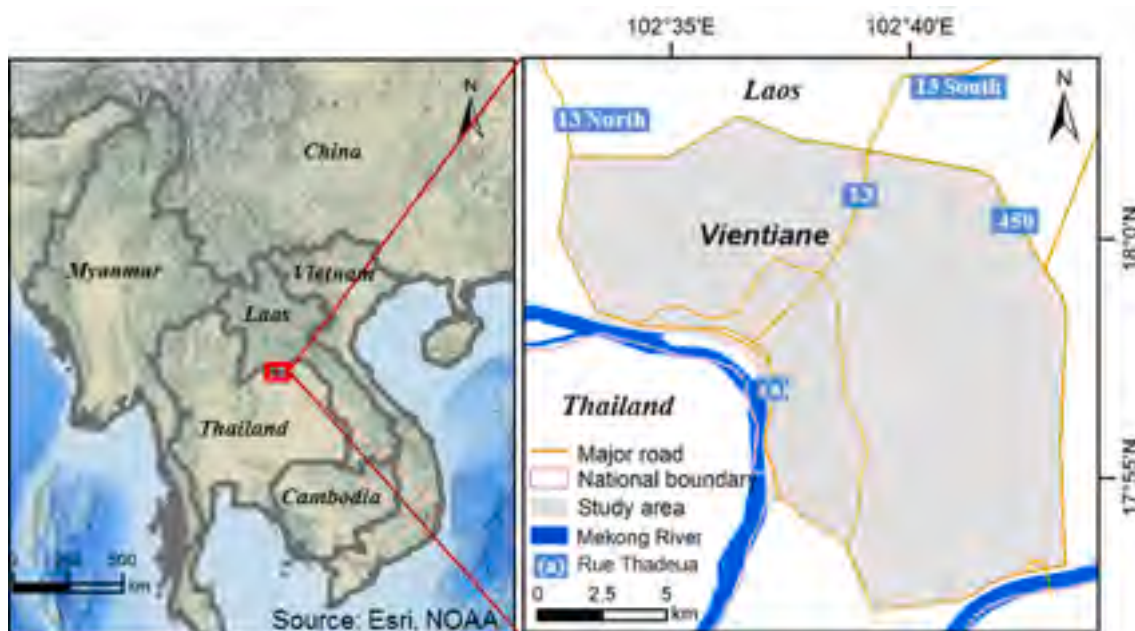 102°35'E
102°40'E
N
China
Myanmar
Vietnam
Laos
Thailand
Cambodia
500
km
Source: Esri, NOAA
Laos
13 South
13 North
N
13
450
Vientiane
18°0'N
(a)
Thailand
Major road
National boundary
Study area
Mekong River
(a) Rue Thadeua
0 2.5 5
km
17°55'N